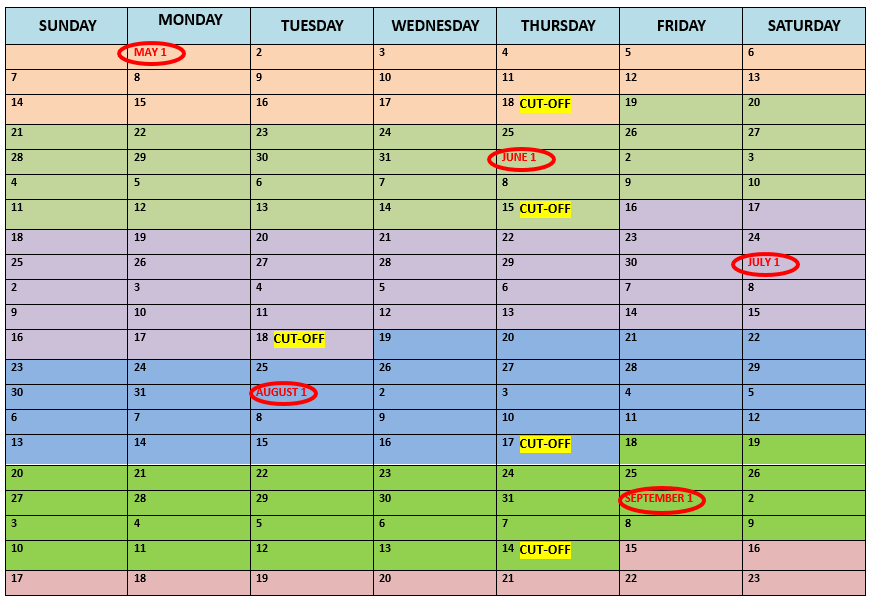 SUNDAY MONDAY TUESDAY WEDNESDAY THURSDAY FRIDAY SATURDAY
MAY 1 2 3 4 5 6
7 8 9 10 11 12 13
14 15 16 17 18 CUT-OFF 19 20
21 22 23 24 25 26 27
28 29 30 31 JUNE 1 2 3
4 5 6 7 8 9 10
11 12 13 14 15 CUT-OFF 16 17
18 19 20 21 22 23 24
25 26 27 28 29 30 JULY 1
2 3 4 5 6 7 8
9 10 11 12 13 14 15
16 17 18 CUT-OFF 19 20 21 22
23 24 25 26 27 28 29
30 31 AUGUST 1 2 3 4 5
6 7 8 9 10 11 12
13 14 15 16 17 CUT-OFF 18 19
20 21 22 23 24 25 26
27 28 29 30 31 SEPTEMBER 1 2
3 4 5 6 7 8 9
10 11 12 13 14 CUT-OFF 15 16
17 18 19 20 21 22 23